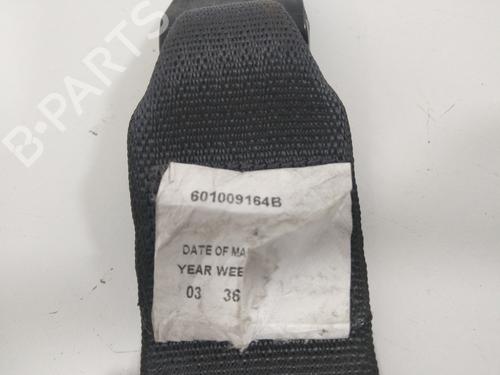 B-PARTS
601009164B
DATE OF MA
YEAR WEE
03 36